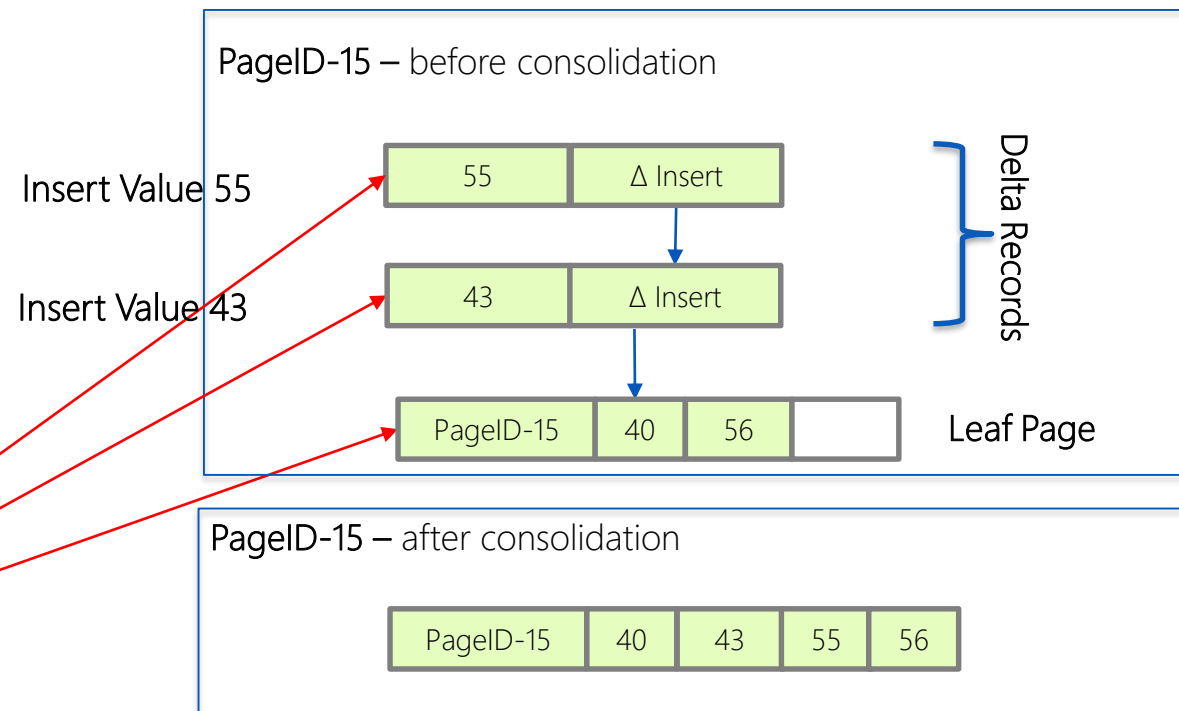 PageID-15 – before consolidation
Insert Value 55
55
Δ Insert
Insert Value 43
43
Δ Insert
Delta Records
PageID-15
40
56
Leaf Page
PageID-15 – after consolidation
PageID-15
40
43
55
56